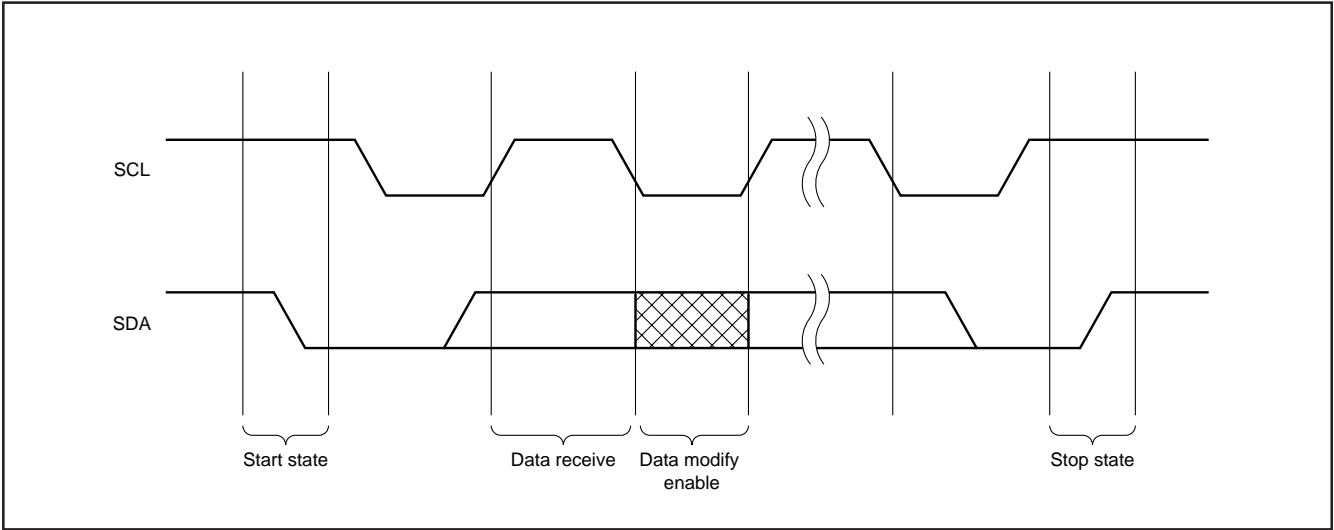 SCL
SDA
Start state
Data receive
Data modify
enable
Stop state